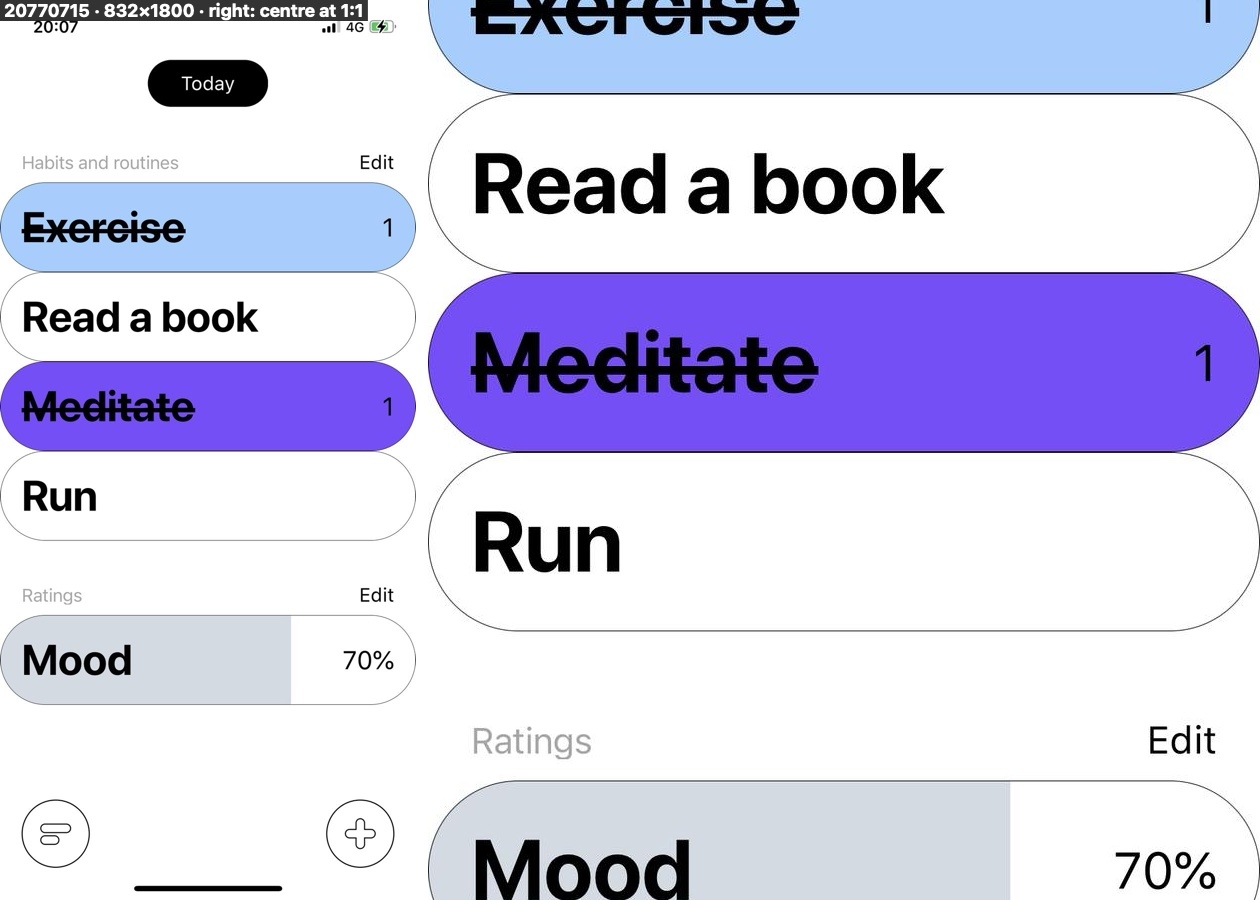 20770715 · 832×1800 · right: centre at 1:1
20:07 4G
Today
Habits and routines Edit
Exercise 1
Read a book
Meditate 1
Run
Ratings Edit
Mood 70%
Exercise 1
Read a book
Meditate 1
Run
Ratings Edit
Mood 70%